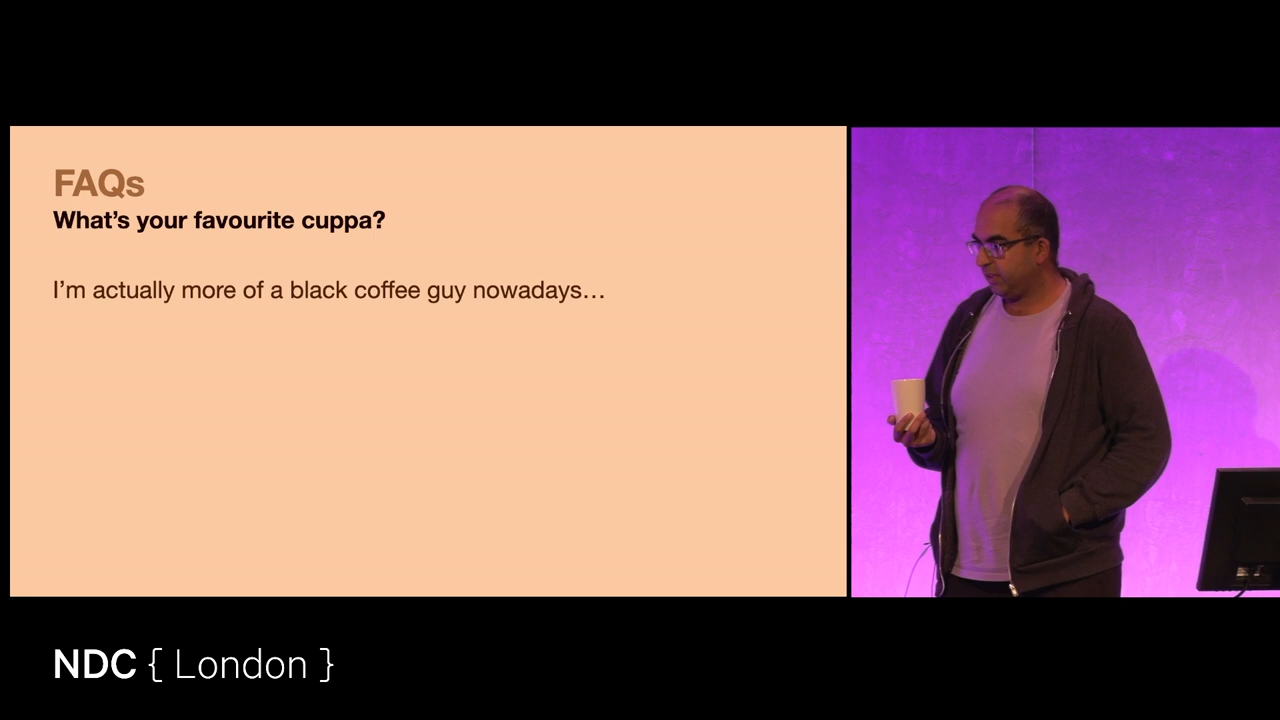 FAQs
What’s your favourite cuppa?
I’m actually more of a black coffee guy nowadays…
NDC { London }